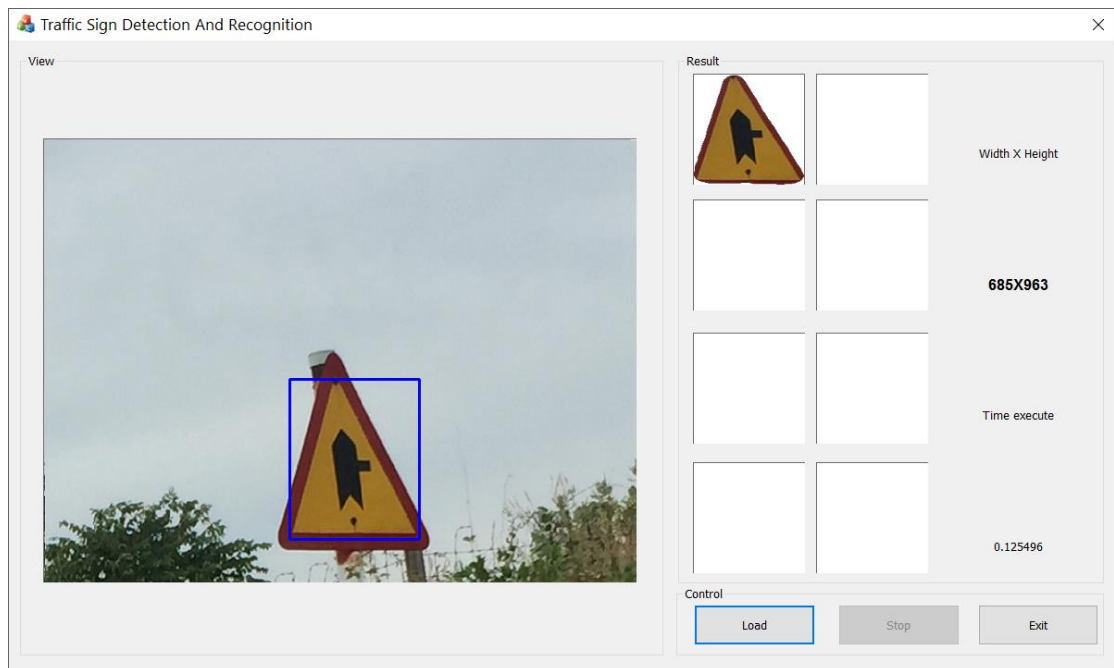 Traffic Sign Detection And Recognition
View
Result
Width X Height
685X963
Time execute
0.125496
Control
Load
Stop
Exit